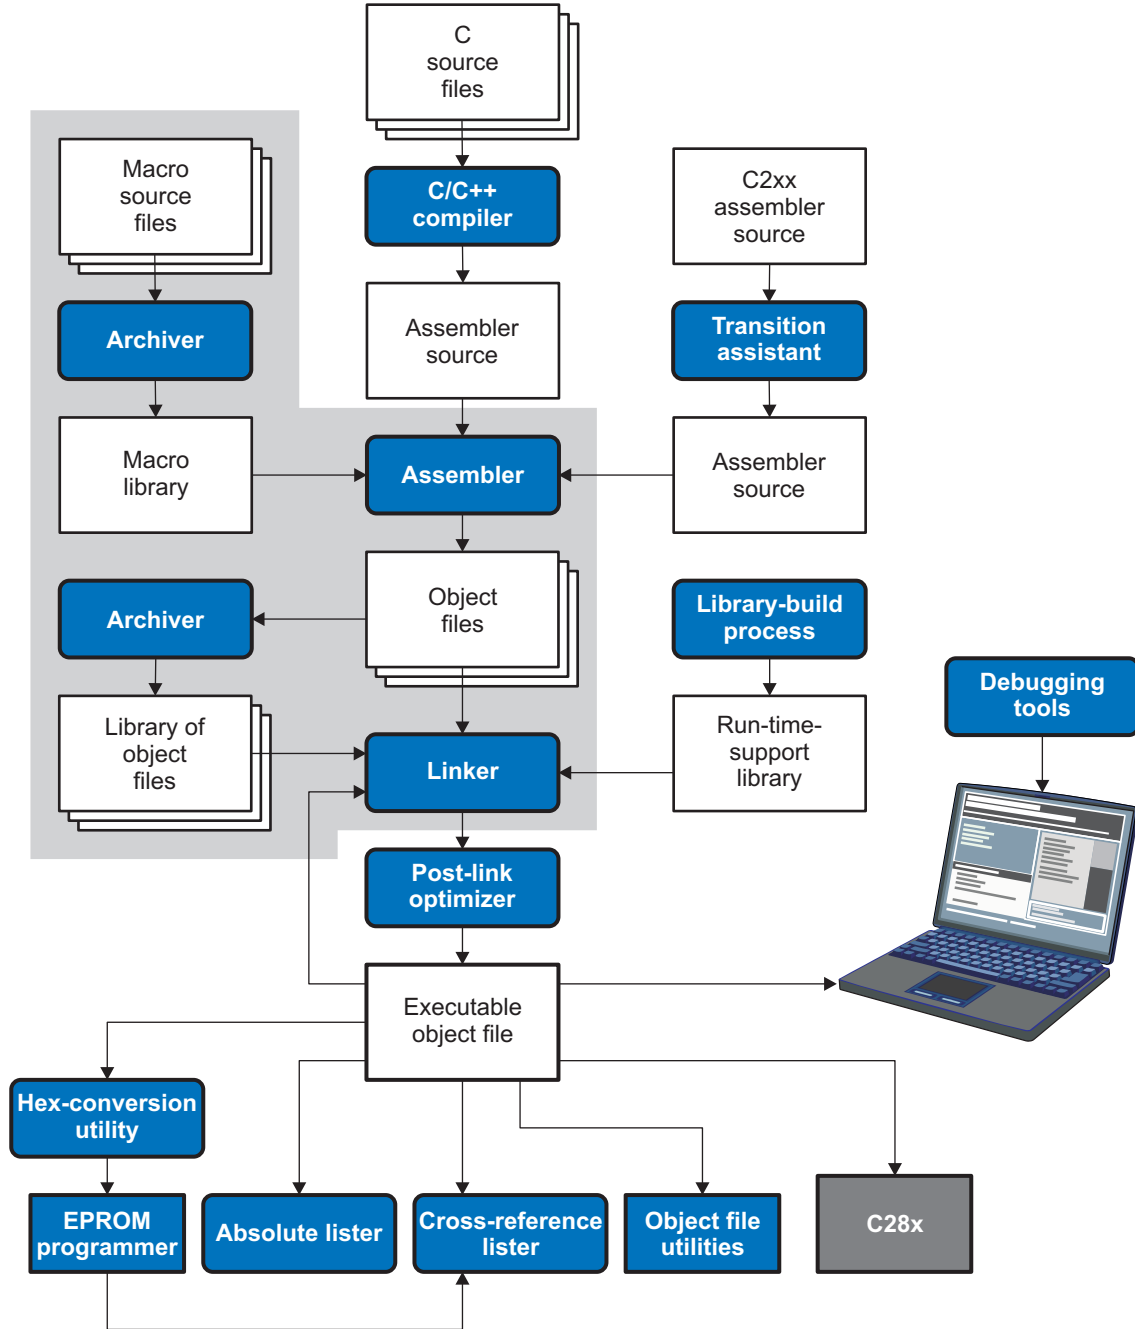 C
source
files
Macro
source
files
C/C++
compiler
C2xx
assembler
source
Archiver
Assembler
source
Transition
assistant
Macro
library
Assembler
Assembler
source
Archiver
Object
files
Library-build
process
Debugging
tools
Library of
object
files
Linker
Run-time-
support
library
Post-link
optimizer
Executable
object file
Hex-conversion
utility
EPROM
programmer
Absolute lister
Cross-reference
lister
Object file
utilities
C28x